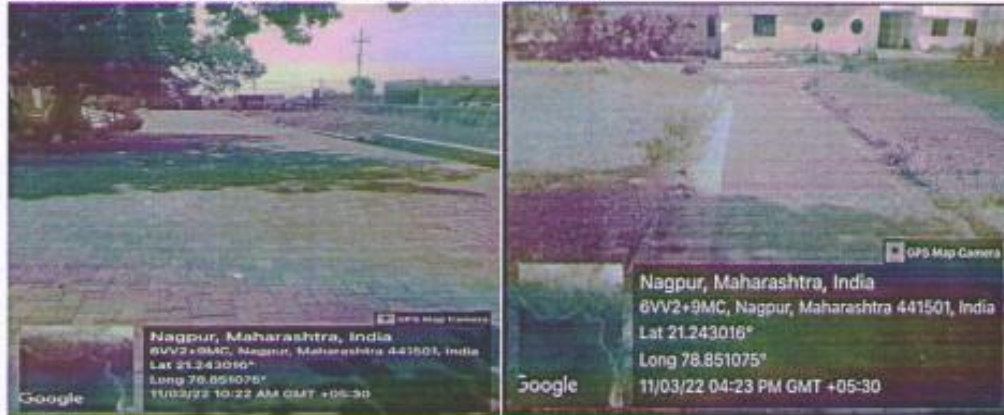 GPS Map Camera
Nagpur, Maharashtra, India
6VV2+9MC, Nagpur, Maharashtra 441501, India
Lat 21.243016°
Long 78.851075°
11/03/22 10:22 AM GMT +05:30
Google
GPS Map Camera
Nagpur, Maharashtra, India
6VV2+9MC, Nagpur, Maharashtra 441501, India
Lat 21.243016°
Long 78.851075°
11/03/22 04:23 PM GMT +05:30
Google